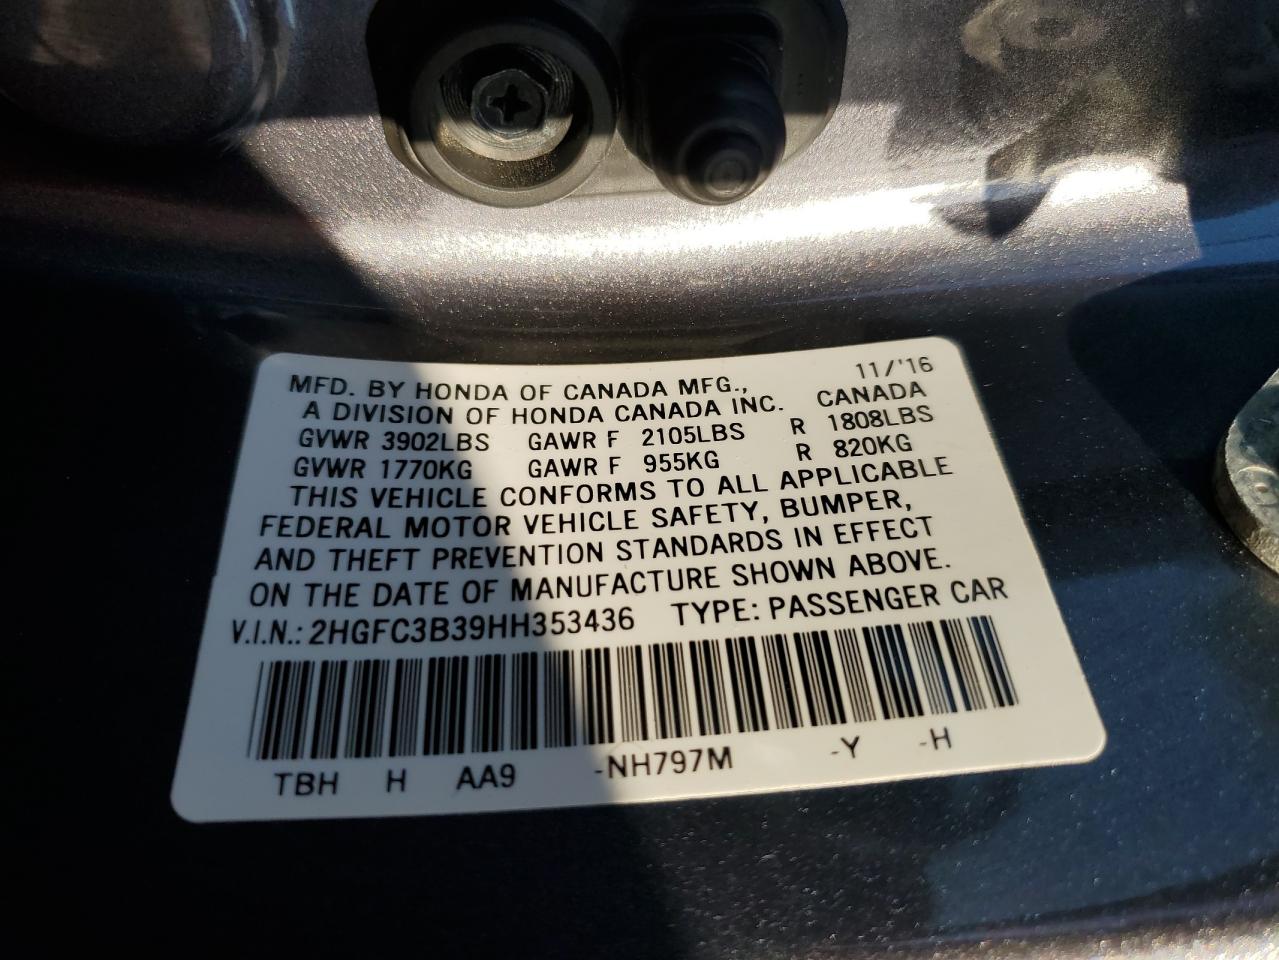 MFD. BY HONDA OF CANADA MFG., 11/'16
A DIVISION OF HONDA CANADA INC. CANADA
GVWR 3902LBS GAWR F 2105LBS R 1808LBS
GVWR 1770KG GAWR F 955KG R 820KG
THIS VEHICLE CONFORMS TO ALL APPLICABLE
FEDERAL MOTOR VEHICLE SAFETY, BUMPER,
AND THEFT PREVENTION STANDARDS IN EFFECT
ON THE DATE OF MANUFACTURE SHOWN ABOVE.
V.I.N.: 2HGFC3B39HH353436 TYPE: PASSENGER CAR
TBH H AA9 -NH797M -Y -H